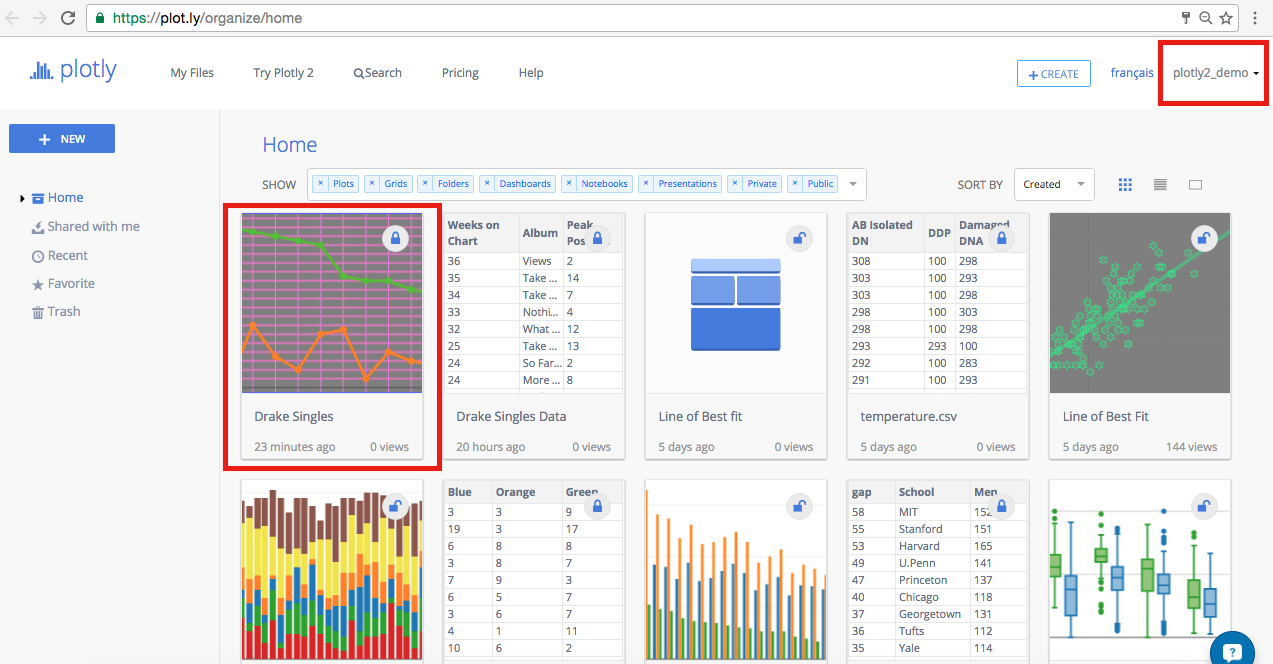 https://plot.ly/organize/home
plotly
My Files
Try Plotly 2
Search
Pricing
Help
+ CREATE
français
plotly2_demo
+ NEW
Home
Shared with me
Recent
Favorite
Trash
Home
SHOW
× Plots × Grids × Folders × Dashboards × Notebooks × Presentations × Private × Public
SORT BY
Created
Drake Singles
23 minutes ago 0 views
Weeks on Chart Album Peak
36 Views 2
35 Take ... 14
34 Take ... 7
33 Nothi... 4
32 What ... 12
25 Take ... 13
24 So Far... 2
24 More ... 8
Drake Singles Data
20 hours ago 0 views
Line of Best fit
5 days ago 0 views
AB Isolated DN DDP Damaged DNA
308 100 298
303 100 293
303 100 298
298 100 303
298 100 298
293 293 100
292 100 283
291 100 293
temperature.csv
5 days ago 0 views
Line of Best Fit
5 days ago 144 views
Blue Orange Green
3 3 9
19 3 17
6 8 8
3 8 7
7 9 3
6 5 7
3 6 7
4 1 11
10 6 2
gap School Men
58 MIT 152
55 Stanford 151
53 Harvard 165
49 U.Penn 141
47 Princeton 137
40 Chicago 118
37 Georgetown 131
36 Tufts 112
35 Yale 114
?